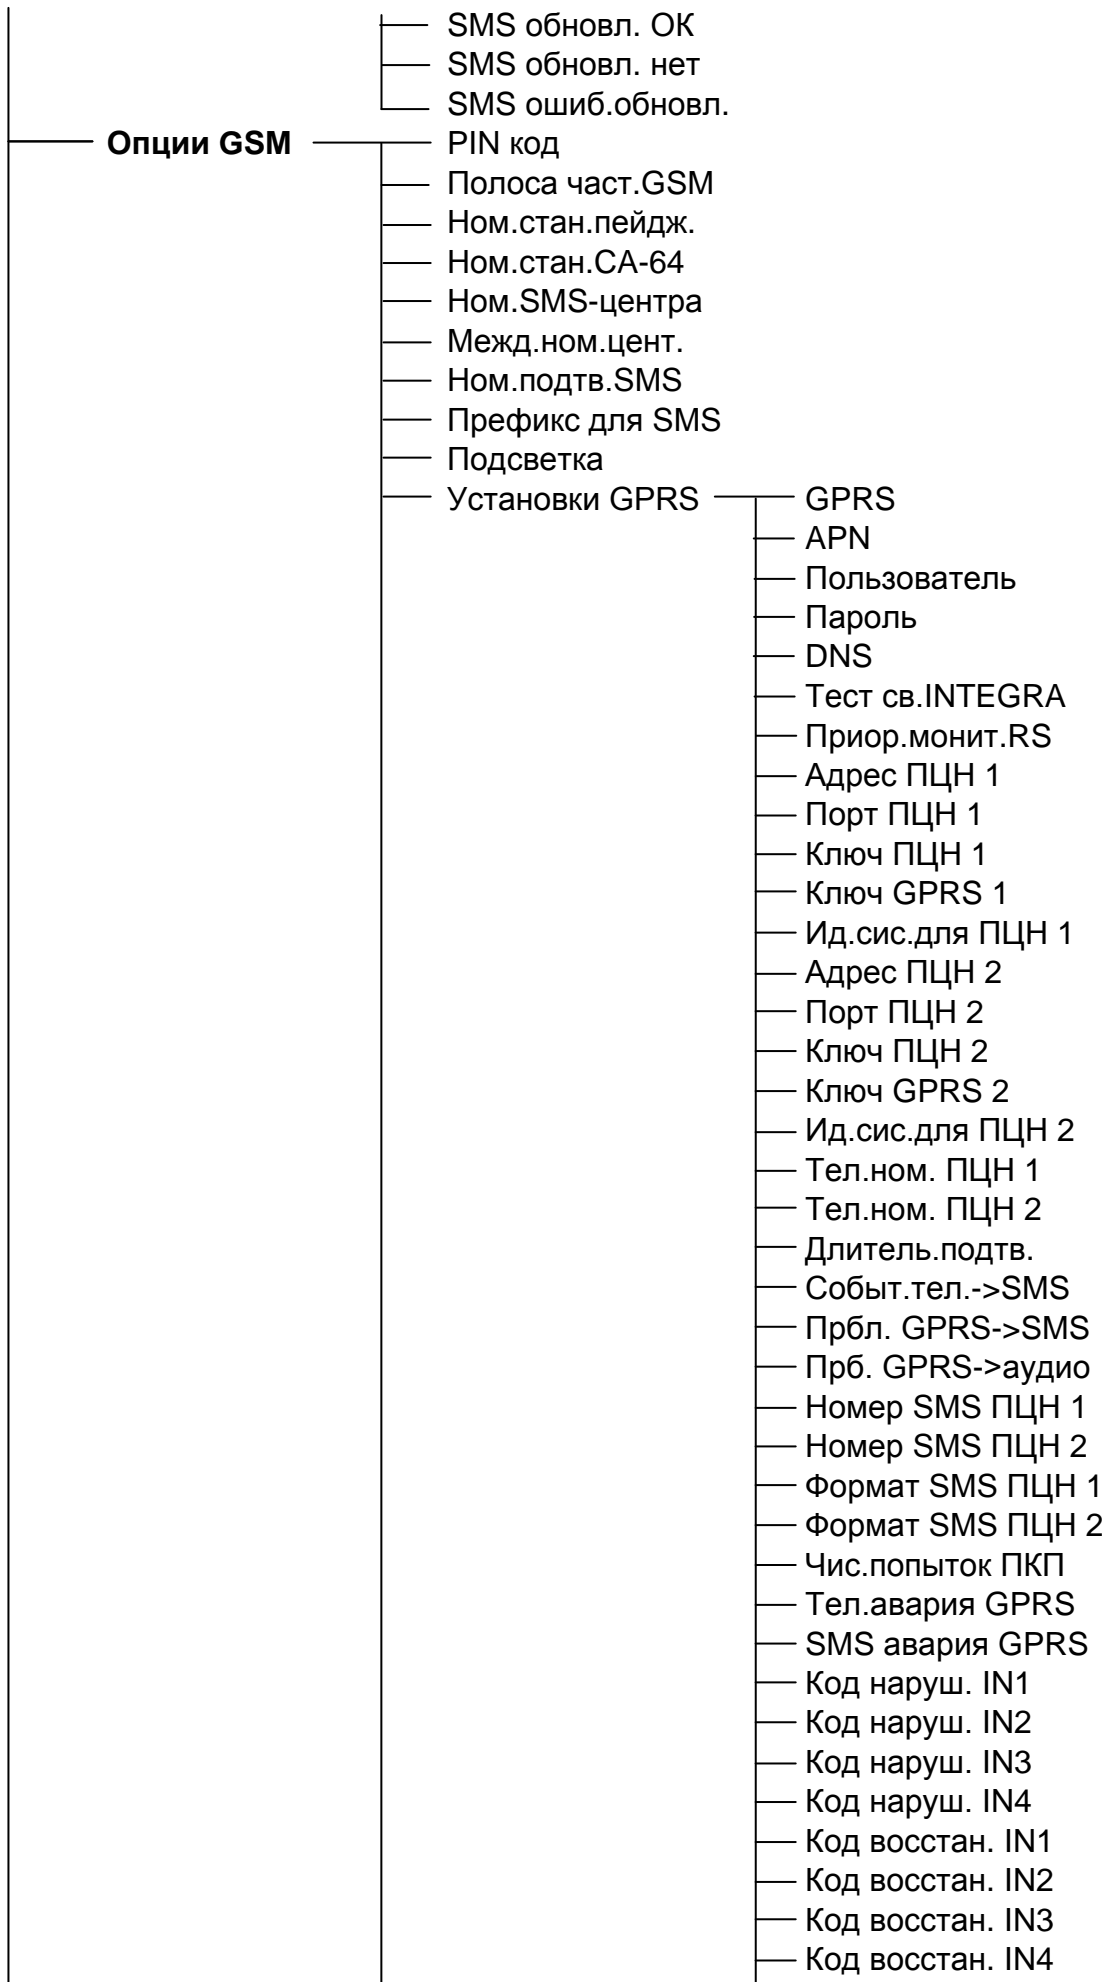 SMS обновл. ОК
SMS обновл. нет
SMS ошиб.обновл.
Опции GSM
PIN код
Полоса част.GSM
Ном.стан.пейдж.
Ном.стан.CA-64
Ном.SMS-центра
Межд.ном.цент.
Ном.подтв.SMS
Префикс для SMS
Подсветка
Установки GPRS
GPRS
APN
Пользователь
Пароль
DNS
Тест св.INTEGRA
Приор.монит.RS
Адрес ПЦН 1
Порт ПЦН 1
Ключ ПЦН 1
Ключ GPRS 1
Ид.сис.для ПЦН 1
Адрес ПЦН 2
Порт ПЦН 2
Ключ ПЦН 2
Ключ GPRS 2
Ид.сис.для ПЦН 2
Тел.ном. ПЦН 1
Тел.ном. ПЦН 2
Длитель.подтв.
Событ.тел.->SMS
Прбл. GPRS->SMS
Прб. GPRS->аудио
Номер SMS ПЦН 1
Номер SMS ПЦН 2
Формат SMS ПЦН 1
Формат SMS ПЦН 2
Чис.попыток ПКП
Тел.авария GPRS
SMS авария GPRS
Код наруш. IN1
Код наруш. IN2
Код наруш. IN3
Код наруш. IN4
Код восстан. IN1
Код восстан. IN2
Код восстан. IN3
Код восстан. IN4